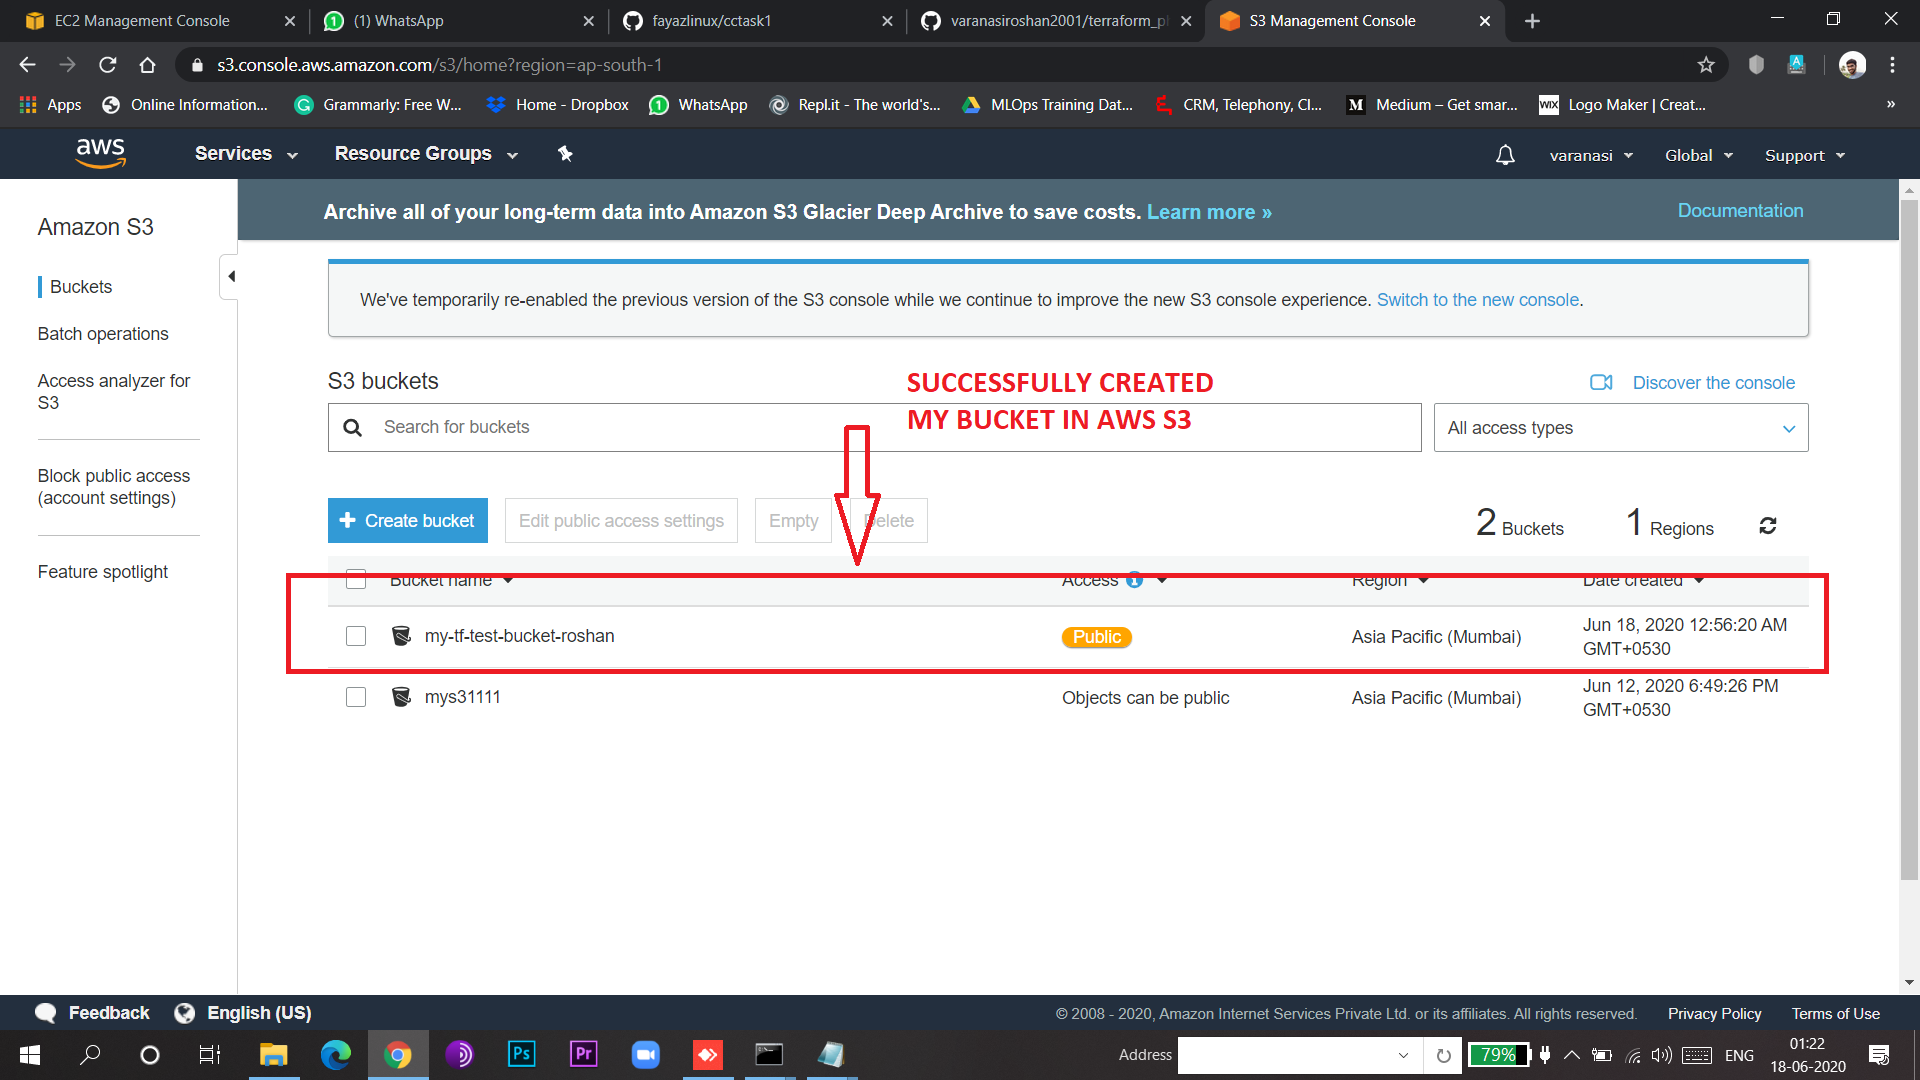 EC2 Management Console
(1) WhatsApp
fayazlinux/cctask1
varanasiroshan2001/terraform_p
S3 Management Console
s3.console.aws.amazon.com/s3/home?region=ap-south-1
Apps
Online Information...
Grammarly: Free W...
Home - Dropbox
WhatsApp
Repl.it - The world's...
MLOps Training Dat...
CRM, Telephony, Cl...
M
Medium – Get smar...
WIX
Logo Maker | Creat...
»
aws
Services
Resource Groups
varanasi
Global
Support
Amazon S3
Buckets
Batch operations
Access analyzer for
S3
Block public access
(account settings)
Feature spotlight
Archive all of your long-term data into Amazon S3 Glacier Deep Archive to save costs. Learn more »
Documentation
We've temporarily re-enabled the previous version of the S3 console while we continue to improve the new S3 console experience. Switch to the new console.
S3 buckets
SUCCESSFULLY CREATED
MY BUCKET IN AWS S3
Discover the console
Search for buckets
All access types
Create bucket
Edit public access settings
Empty
Delete
2 Buckets
1 Regions
Bucket name
Access
Region
Date created
my-tf-test-bucket-roshan
Public
Asia Pacific (Mumbai)
Jun 18, 2020 12:56:20 AM
GMT+0530
mys31111
Objects can be public
Asia Pacific (Mumbai)
Jun 12, 2020 6:49:26 PM
GMT+0530
Feedback
English (US)
© 2008 - 2020, Amazon Internet Services Private Ltd. or its affiliates. All rights reserved.
Privacy Policy
Terms of Use
Ps
Pr
Address
79%
ENG
01:22
18-06-2020